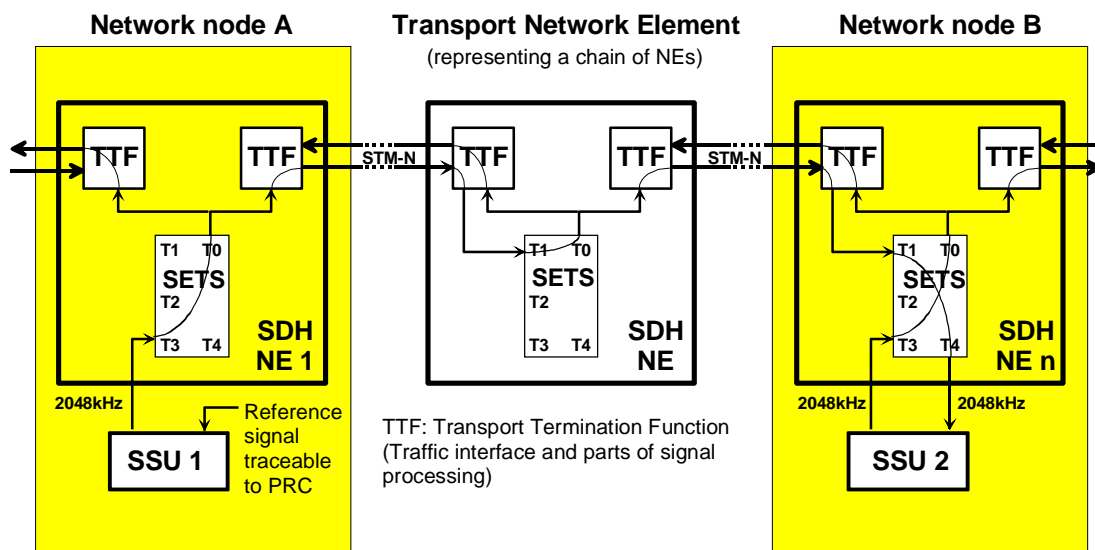 Network node A
Transport Network Element
(representing a chain of NEs)
Network node B
TTF
TTF
STM-N
TTF
TTF
STM-N
TTF
TTF
T1 T0
SETS
T2
T3 T4
SDH
NE 1
T1 T0
SETS
T2
T3 T4
SDH
NE
T1 T0
SETS
T2
T3 T4
SDH
NE n
2048kHz
Reference
signal
traceable
to PRC
SSU 1
TTF: Transport Termination Function
(Traffic interface and parts of signal
processing)
2048kHz
2048kHz
SSU 2